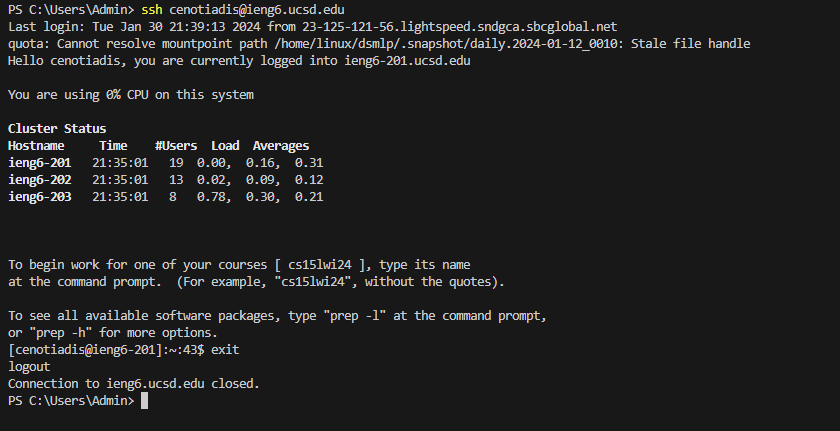 PS C:\Users\Admin> ssh cenotiadis@ieng6.ucsd.edu
Last login: Tue Jan 30 21:39:13 2024 from 23-125-121-56.lightspeed.sndgca.sbcglobal.net
quota: Cannot resolve mountpoint path /home/linux/dsmlp/.snapshot/daily.2024-01-12_0010: Stale file handle
Hello cenotiadis, you are currently logged into ieng6-201.ucsd.edu
You are using 0% CPU on this system
Cluster Status
Hostname Time #Users Load Averages
ieng6-201 21:35:01 19 0.00, 0.16, 0.31
ieng6-202 21:35:01 13 0.02, 0.09, 0.12
ieng6-203 21:35:01 8 0.78, 0.30, 0.21
To begin work for one of your courses [ cs15lwi24 ], type its name
at the command prompt. (For example, "cs15lwi24", without the quotes).
To see all available software packages, type "prep -l" at the command prompt,
or "prep -h" for more options.
[cenotiadis@ieng6-201]:~:43$ exit
logout
Connection to ieng6.ucsd.edu closed.
PS C:\Users\Admin>